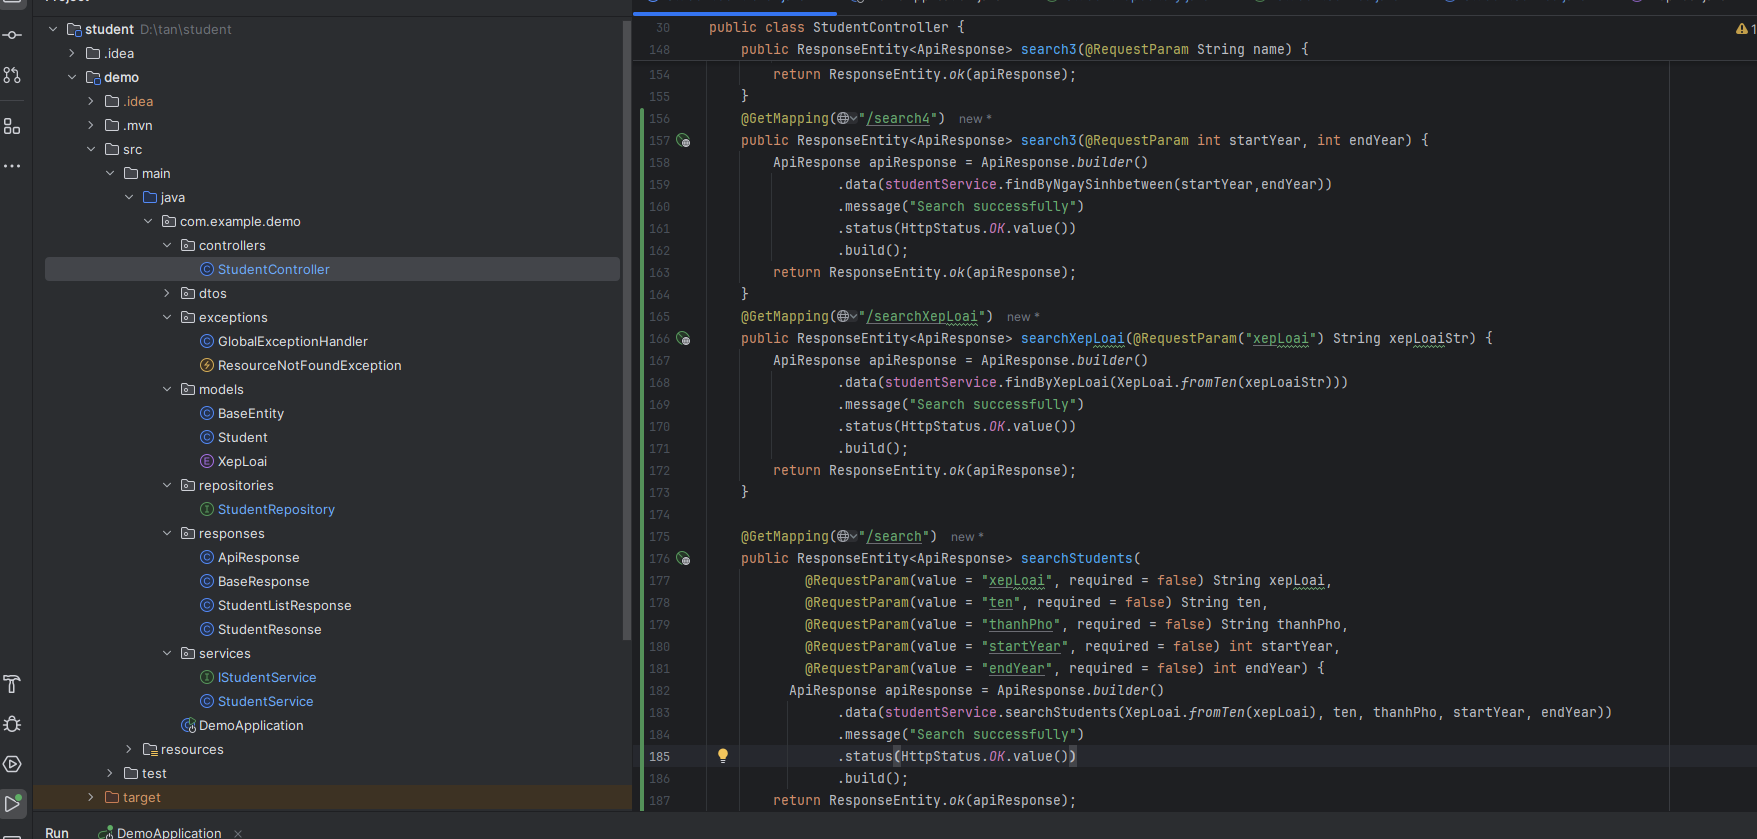 student D:\tan\student
.idea
demo
.idea
.mvn
src
main
java
com.example.demo
controllers
StudentController
dtos
exceptions
GlobalExceptionHandler
ResourceNotFoundException
models
BaseEntity
Student
XepLoai
repositories
StudentRepository
responses
ApiResponse
BaseResponse
StudentListResponse
StudentResonse
services
IStudentService
StudentService
DemoApplication
resources
test
target
Run DemoApplication ×
30 public class StudentController {
148 public ResponseEntity<ApiResponse> search3(@RequestParam String name) {
154 return ResponseEntity.ok(apiResponse);
155 }
156 @GetMapping("/search4") new *
157 public ResponseEntity<ApiResponse> search3(@RequestParam int startYear, int endYear) {
158 ApiResponse apiResponse = ApiResponse.builder()
159 .data(studentService.findByNgaySinhbetween(startYear,endYear))
160 .message("Search successfully")
161 .status(HttpStatus.OK.value())
162 .build();
163 return ResponseEntity.ok(apiResponse);
164 }
165 @GetMapping("/searchXepLoai") new *
166 public ResponseEntity<ApiResponse> searchXepLoai(@RequestParam("xepLoai") String xepLoaiStr) {
167 ApiResponse apiResponse = ApiResponse.builder()
168 .data(studentService.findByXepLoai(XepLoai.fromTen(xepLoaiStr)))
169 .message("Search successfully")
170 .status(HttpStatus.OK.value())
171 .build();
172 return ResponseEntity.ok(apiResponse);
173 }
174
175 @GetMapping("/search") new *
176 public ResponseEntity<ApiResponse> searchStudents(
177 @RequestParam(value = "xepLoai", required = false) String xepLoai,
178 @RequestParam(value = "ten", required = false) String ten,
179 @RequestParam(value = "thanhPho", required = false) String thanhPho,
180 @RequestParam(value = "startYear", required = false) int startYear,
181 @RequestParam(value = "endYear", required = false) int endYear) {
182 ApiResponse apiResponse = ApiResponse.builder()
183 .data(studentService.searchStudents(XepLoai.fromTen(xepLoai), ten, thanhPho, startYear, endYear))
184 .message("Search successfully")
185 .status(HttpStatus.OK.value())
186 .build();
187 return ResponseEntity.ok(apiResponse);